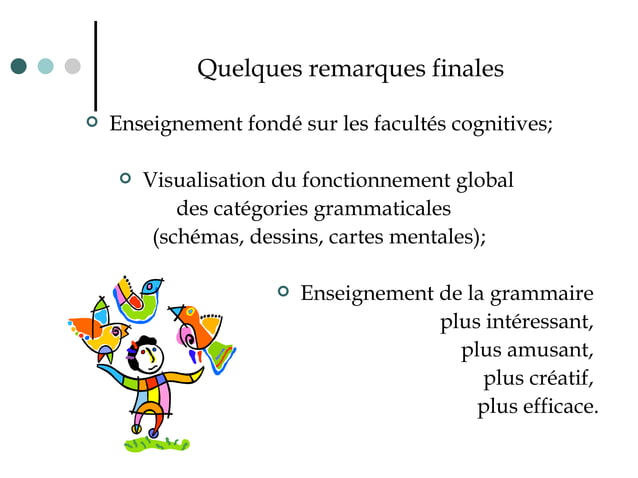 Quelques remarques finales
Enseignement fondé sur les facultés cognitives;
Visualisation du fonctionnement global
des catégories grammaticales
(schémas, dessins, cartes mentales);
Enseignement de la grammaire
plus intéressant,
plus amusant,
plus créatif,
plus efficace.